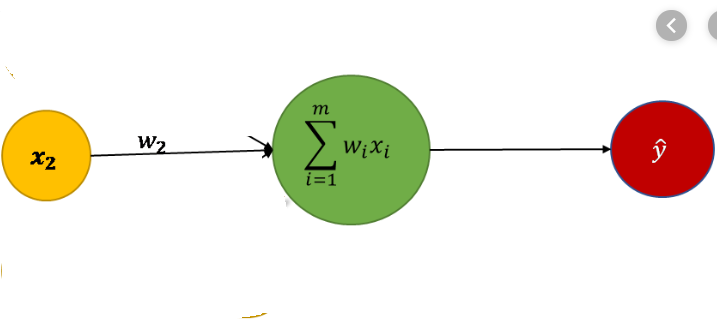 x₂
w₂
m
∑ wᵢxᵢ
i=1
ŷ